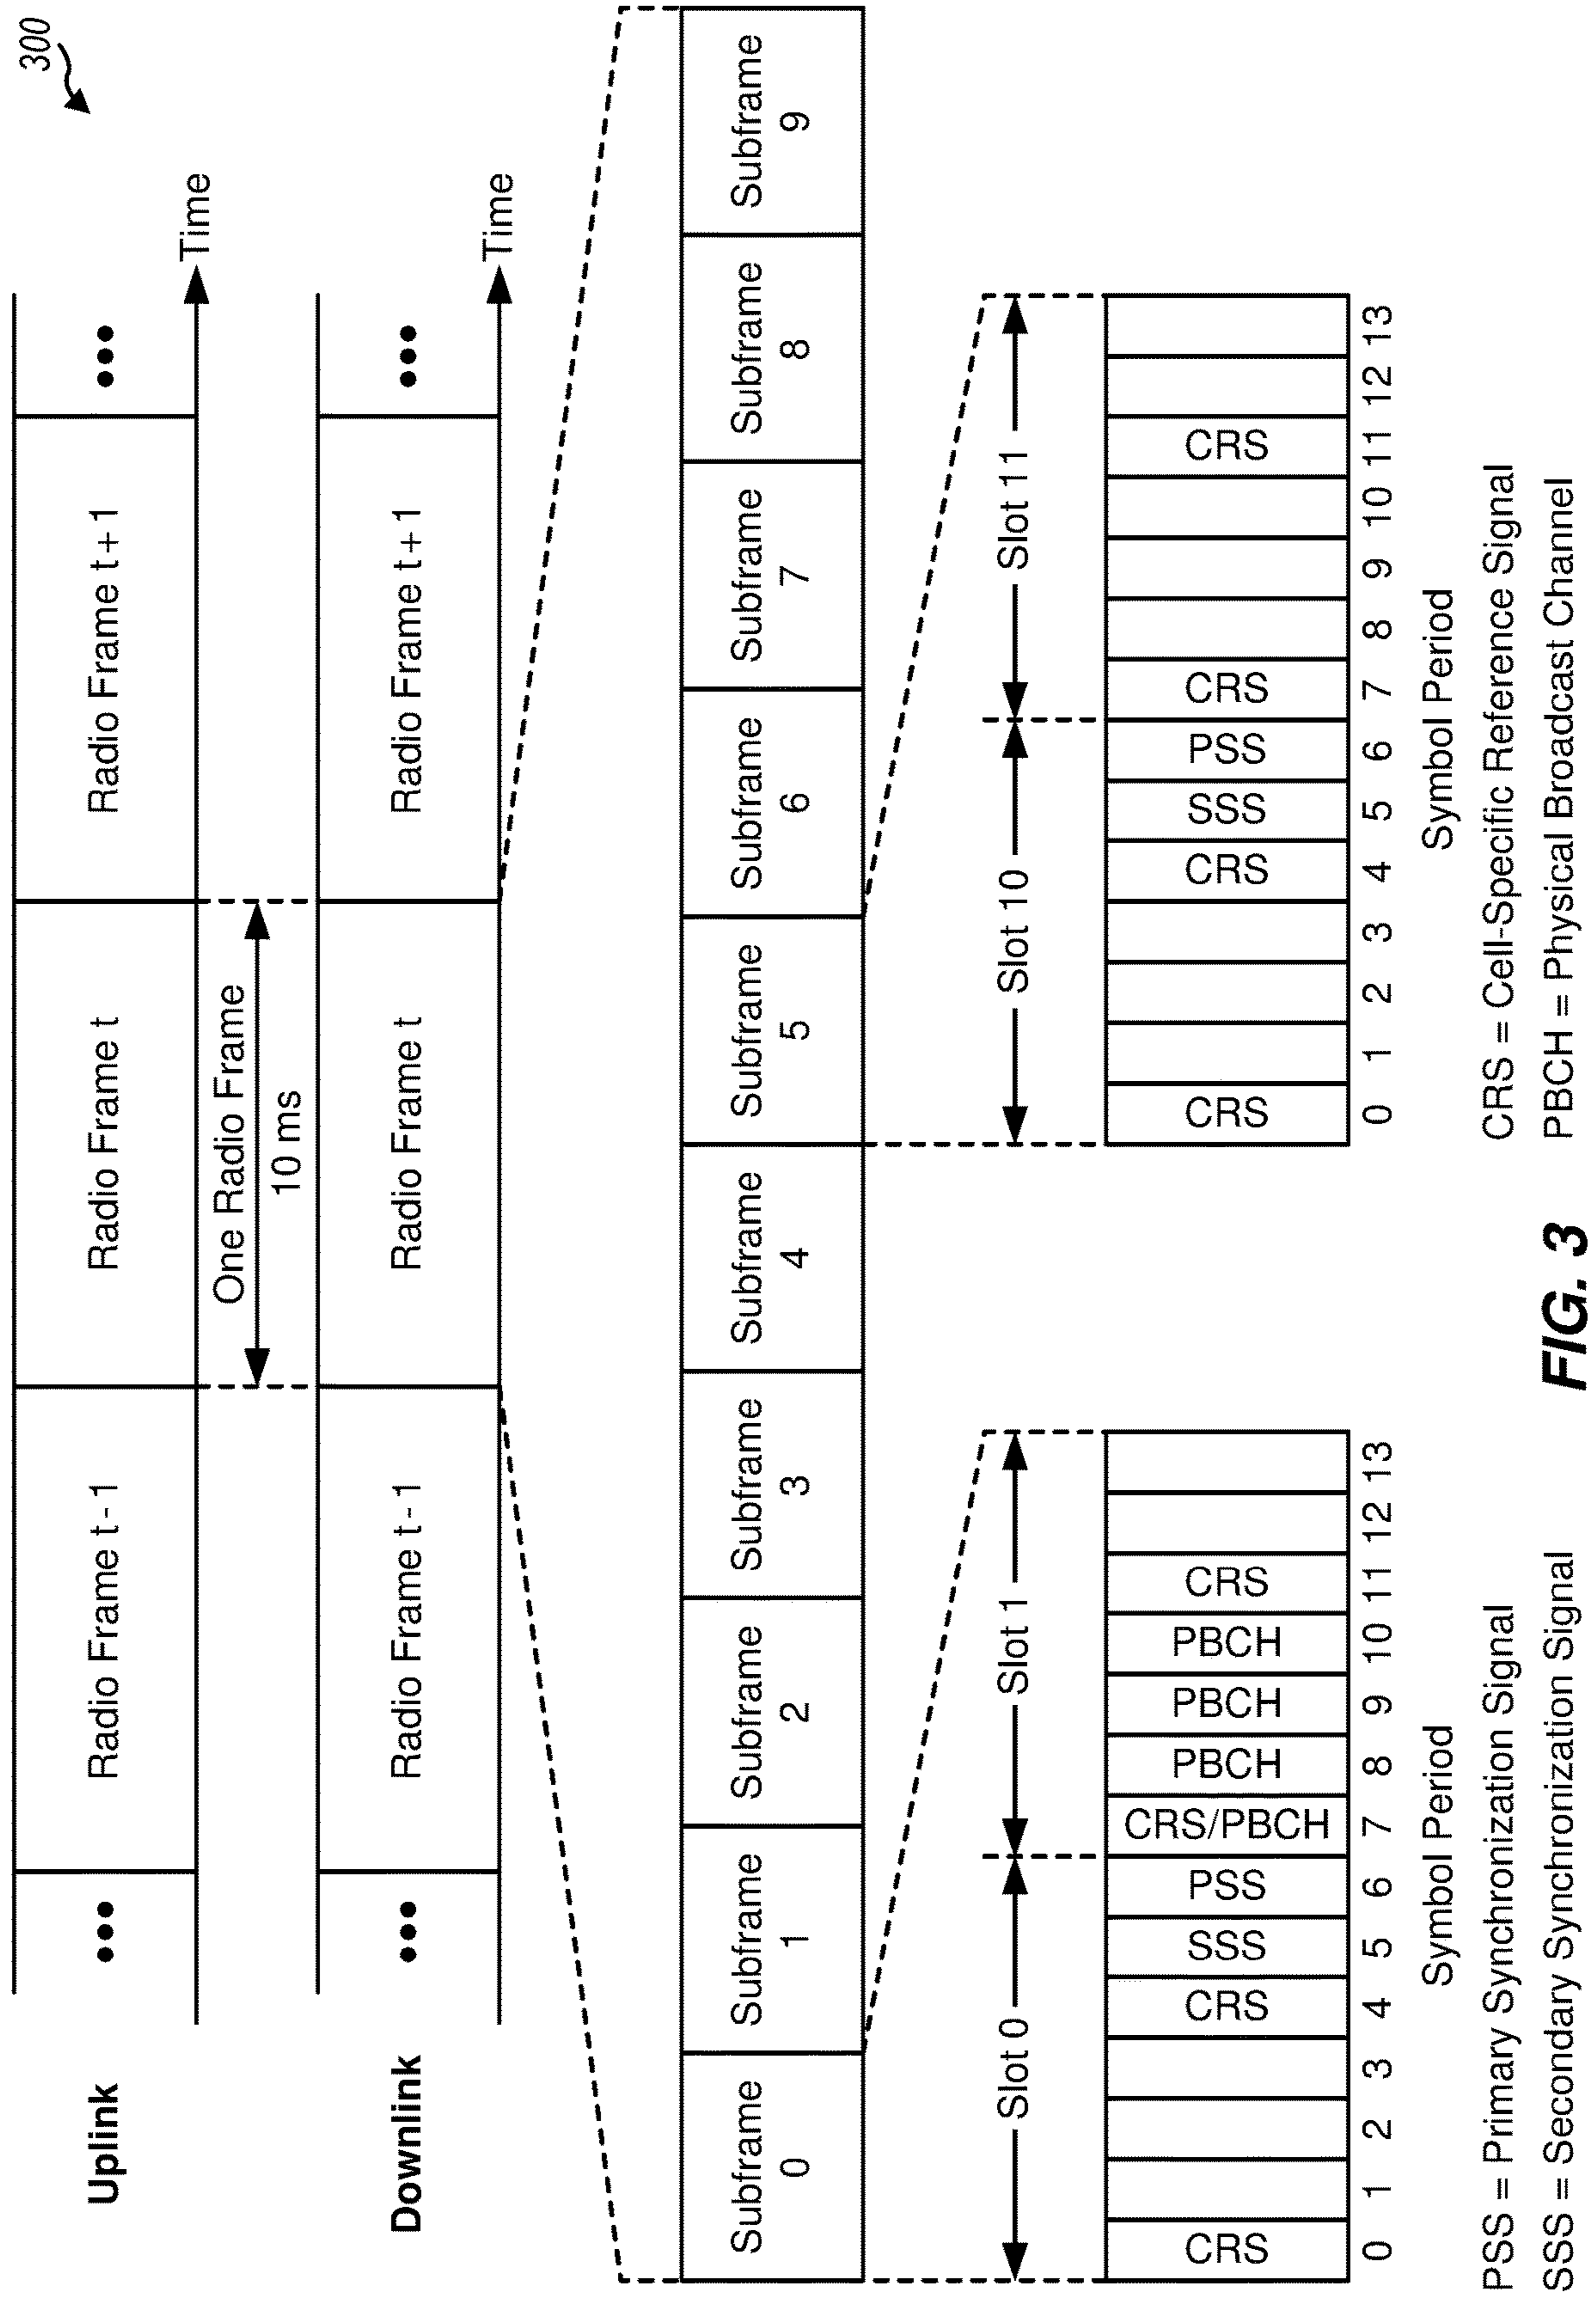 300
Uplink
••• Radio Frame t-1 Radio Frame t Radio Frame t+1 •••
Time
One Radio Frame
10 ms
Downlink
••• Radio Frame t-1 Radio Frame t Radio Frame t+1 •••
Time
Subframe Subframe Subframe Subframe Subframe Subframe Subframe Subframe Subframe Subframe
0 1 2 3 4 5 6 7 8 9
Slot 0 Slot 1 Slot 10 Slot 11
CRS CRS SSS PSS CRS/PBCH PBCH PBCH PBCH CRS CRS CRS SSS PSS CRS CRS
0 1 2 3 4 5 6 7 8 9 10 11 12 13 0 1 2 3 4 5 6 7 8 9 10 11 12 13
Symbol Period Symbol Period
PSS = Primary Synchronization Signal CRS = Cell-Specific Reference Signal
SSS = Secondary Synchronization Signal PBCH = Physical Broadcast Channel
FIG. 3